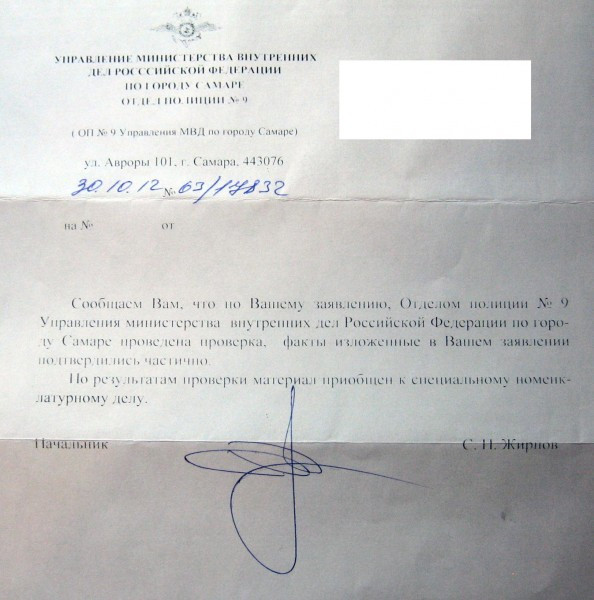 УПРАВЛЕНИЕ МИНИСТЕРСТВА ВНУТРЕННИХ
ДЕЛ РОСССИЙСКОЙ ФЕДЕРАЦИИ
ПО ГОРОДУ САМАРЕ
ОТДЕЛ ПОЛИЦИИ № 9
( ОП № 9 Управления МВД по городу Самаре)
ул. Авроры 101, г. Самара, 443076
30.10.12 № 63/17832
на № от
Сообщаем Вам, что по Вашему заявлению, Отделом полиции № 9
Управления министерства внутренних дел Российской Федерации по горо-
ду Самаре проведена проверка, факты изложенные в Вашем заявлении
подтвердились частично.
По результатам проверки материал приобщен к специальному номенк-
латурному делу.
Начальник С. П. Жирнов